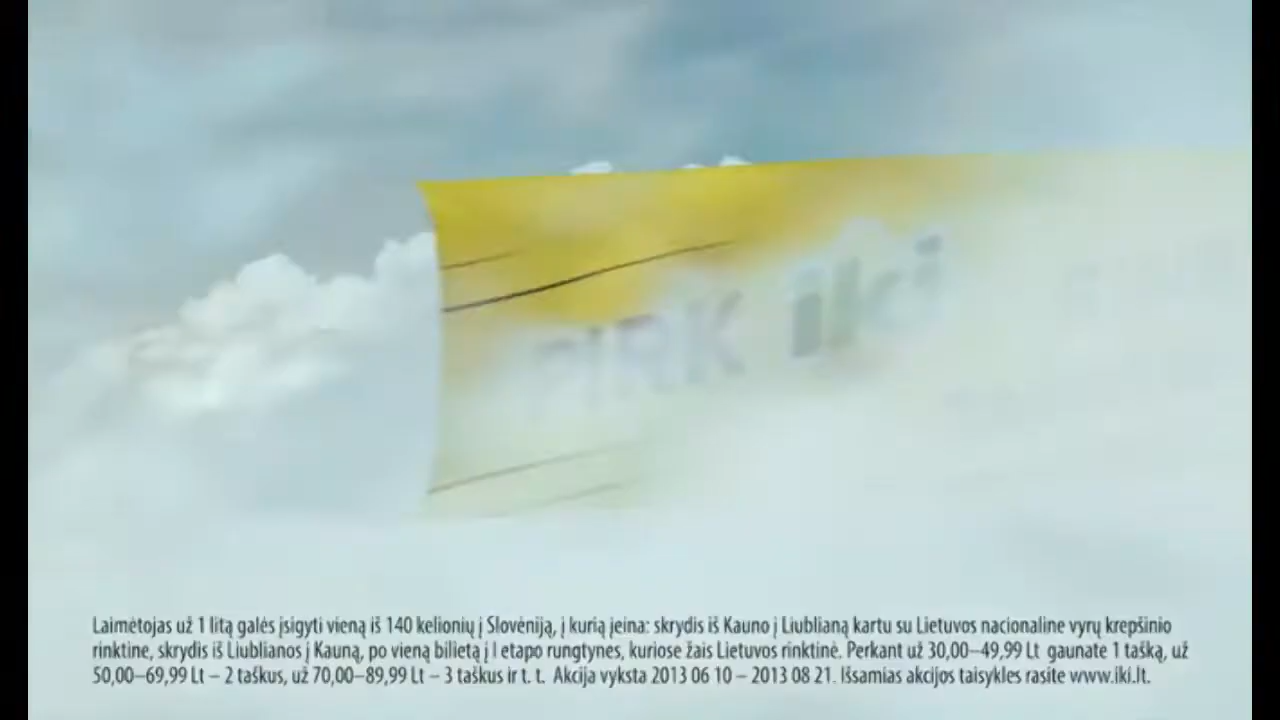 PIRK iki
Laimėtojas už 1 litą galės įsigyti vieną iš 140 kelionių į Slovėniją, į kurią įeina: skrydis iš Kauno į Liublianą kartu su Lietuvos nacionaline vyrų krepšinio
rinktine, skrydis iš Liublianos į Kauną, po vieną bilietą į I etapo rungtynes, kuriose žais Lietuvos rinktinė. Perkant už 30,00–49,99 Lt gaunate 1 tašką, už
50,00–69,99 Lt – 2 taškus, už 70,00–89,99 Lt – 3 taškus ir t. t. Akcija vyksta 2013 06 10 – 2013 08 21. Išsamias akcijos taisykles rasite www.iki.lt.